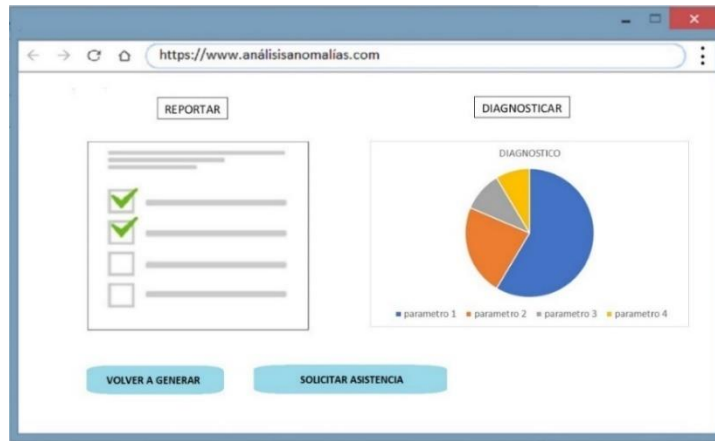 https://www.análisisanomalías.com
REPORTAR
DIAGNOSTICAR
DIAGNOSTICO
parametro 1 parametro 2 parametro 3 parametro 4
VOLVER A GENERAR
SOLICITAR ASISTENCIA